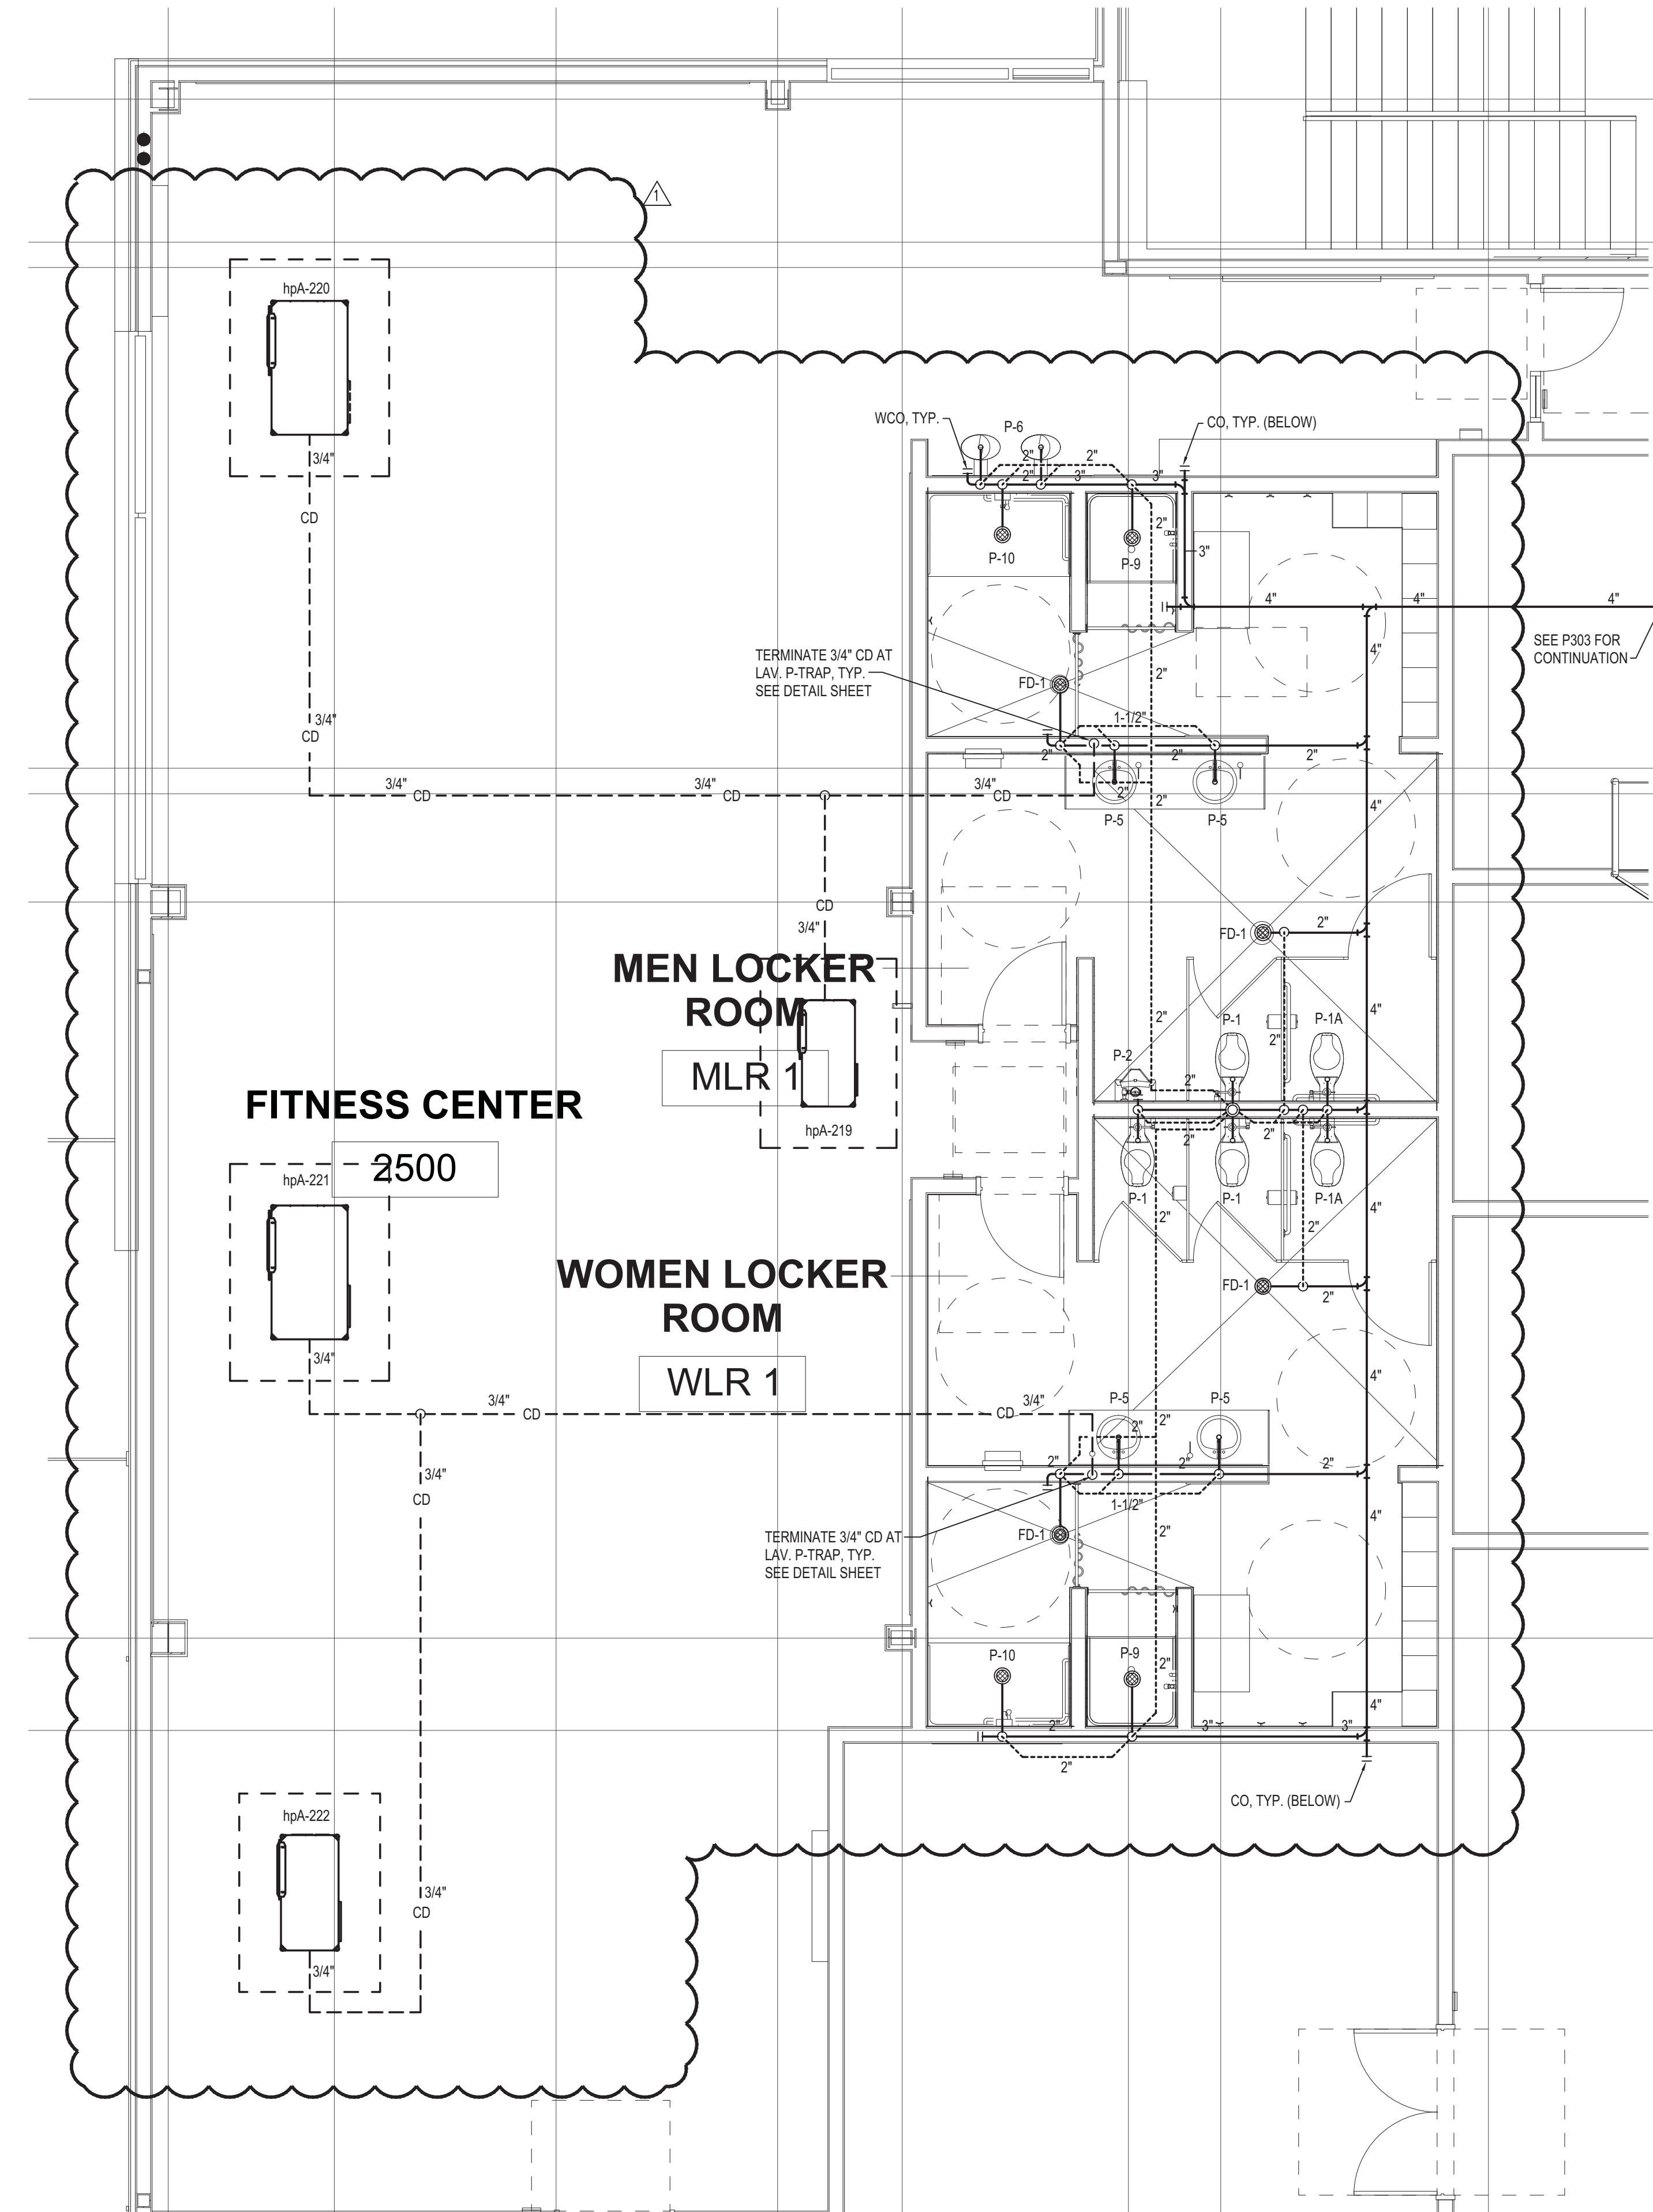 1
hpA-220
3/4"
CD
3/4"
CD
3/4"
CD
3/4"
CD
3/4"
CD
CD
3/4"
WCO, TYP.
P-6
CO, TYP. (BELOW)
2"
2"
2"
3"
3"
2"
3"
P-10
P-9
4"
4"
4"
SEE P303 FOR
CONTINUATION
4"
TERMINATE 3/4" CD AT
LAV. P-TRAP, TYP.
SEE DETAIL SHEET
FD-1
2"
1-1/2"
2"
2"
2"
2"
2"
4"
P-5
P-5
FD-1
2"
MEN LOCKER
ROOM
MLR 1
hpA-219
2"
4"
P-2
P-1
P-1A
2"
2"
2"
2"
P-1
P-1
P-1A
FITNESS CENTER
2500
hpA-221
3/4"
2"
2"
4"
WOMEN LOCKER
ROOM
WLR 1
FD-1
2"
4"
3/4"
CD
CD
3/4"
P-5
P-5
2"
2"
2"
2"
2"
1-1/2"
3/4"
CD
4"
TERMINATE 3/4" CD AT
LAV. P-TRAP, TYP.
SEE DETAIL SHEET
FD-1
2"
P-10
P-9
2"
4"
2"
3"
3"
2"
CO, TYP. (BELOW)
hpA-222
3/4"
CD
3/4"